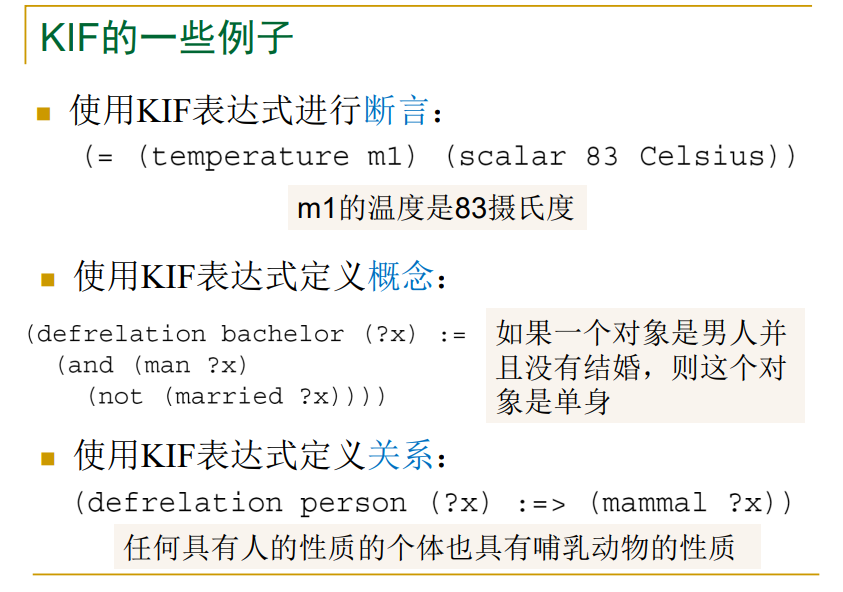 KIF的一些例子
使用KIF表达式进行断言：
(= (temperature m1) (scalar 83 Celsius))
m1的温度是83摄氏度
使用KIF表达式定义概念：
(defrelation bachelor (?x) :=
(and (man ?x)
(not (married ?x))))
如果一个对象是男人并
且没有结婚，则这个对
象是单身
使用KIF表达式定义关系：
(defrelation person (?x) :=> (mammal ?x))
任何具有人的性质的个体也具有哺乳动物的性质